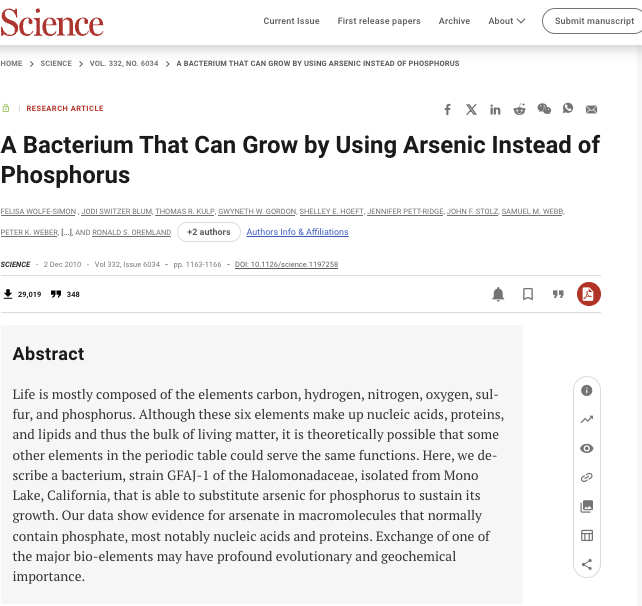 Science
Current Issue First release papers Archive About Submit manuscript
HOME > SCIENCE > VOL. 332, NO. 6034 > A BACTERIUM THAT CAN GROW BY USING ARSENIC INSTEAD OF PHOSPHORUS
RESEARCH ARTICLE
A Bacterium That Can Grow by Using Arsenic Instead of
Phosphorus
FELISA WOLFE-SIMON, JODI SWITZER BLUM, THOMAS R. KULP, GWYNETH W. GORDON, SHELLEY E. HOEFT, JENNIFER PETT-RIDGE, JOHN F. STOLZ, SAMUEL M. WEBB,
PETER K. WEBER, [...], AND RONALD S. OREMLAND +2 authors Authors Info & Affiliations
SCIENCE · 2 Dec 2010 · Vol 332, Issue 6034 · pp. 1163-1166 · DOI: 10.1126/science.1197258
29,019 348
Abstract
Life is mostly composed of the elements carbon, hydrogen, nitrogen, oxygen, sul-
fur, and phosphorus. Although these six elements make up nucleic acids, proteins,
and lipids and thus the bulk of living matter, it is theoretically possible that some
other elements in the periodic table could serve the same functions. Here, we de-
scribe a bacterium, strain GFAJ-1 of the Halomonadaceae, isolated from Mono
Lake, California, that is able to substitute arsenic for phosphorus to sustain its
growth. Our data show evidence for arsenate in macromolecules that normally
contain phosphate, most notably nucleic acids and proteins. Exchange of one of
the major bio-elements may have profound evolutionary and geochemical
importance.